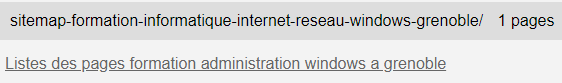 sitemap-formation-informatique-internet-reseau-windows-grenoble/ 1 pages
Listes des pages formation administration windows a grenoble